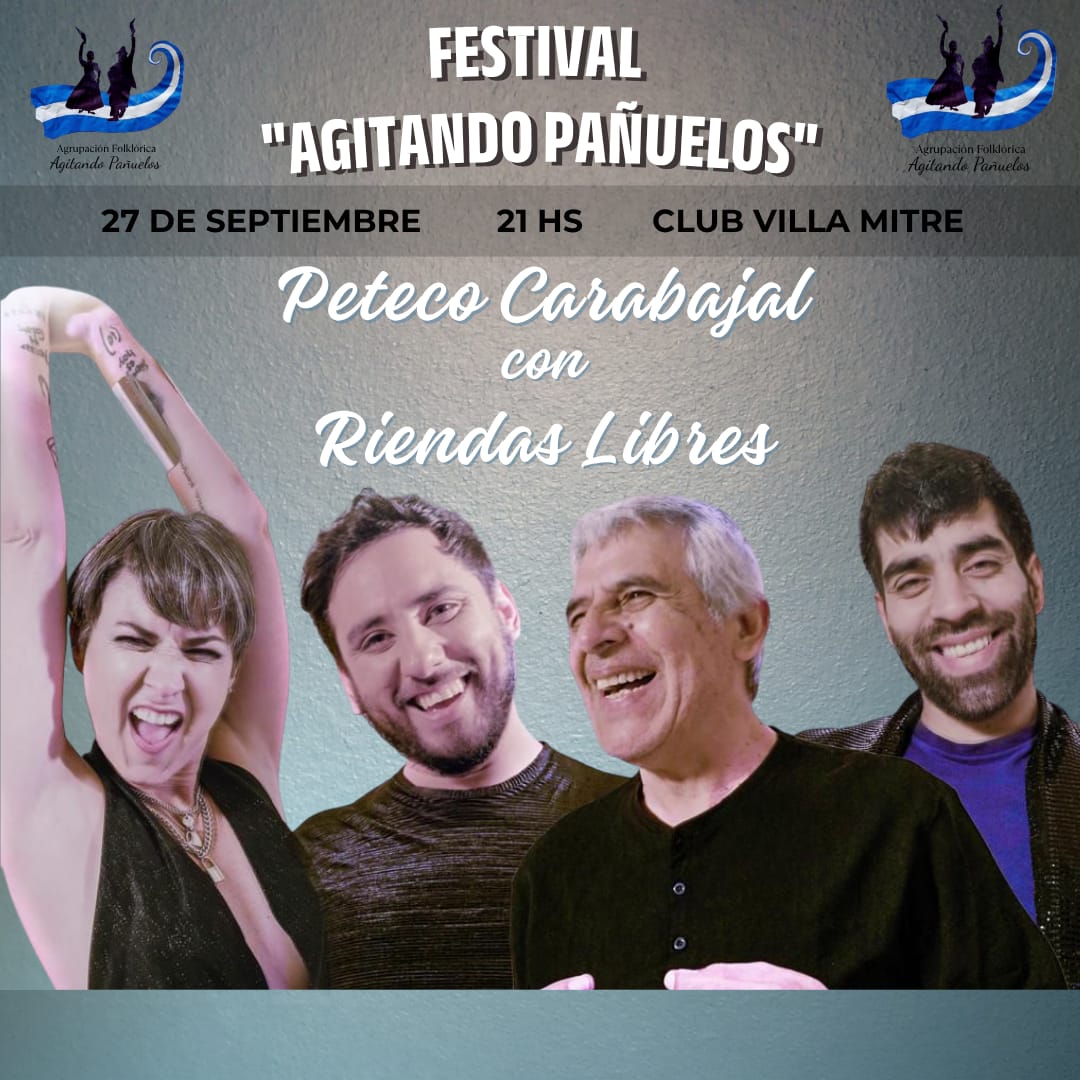 FESTIVAL
"AGITANDO PAÑUELOS"
Agrupación Folklórica
Agitando Pañuelos
Agrupación Folklórica
Agitando Pañuelos
27 DE SEPTIEMBRE 21 HS CLUB VILLA MITRE
Peteco Carabajal
con
Riendas Libres